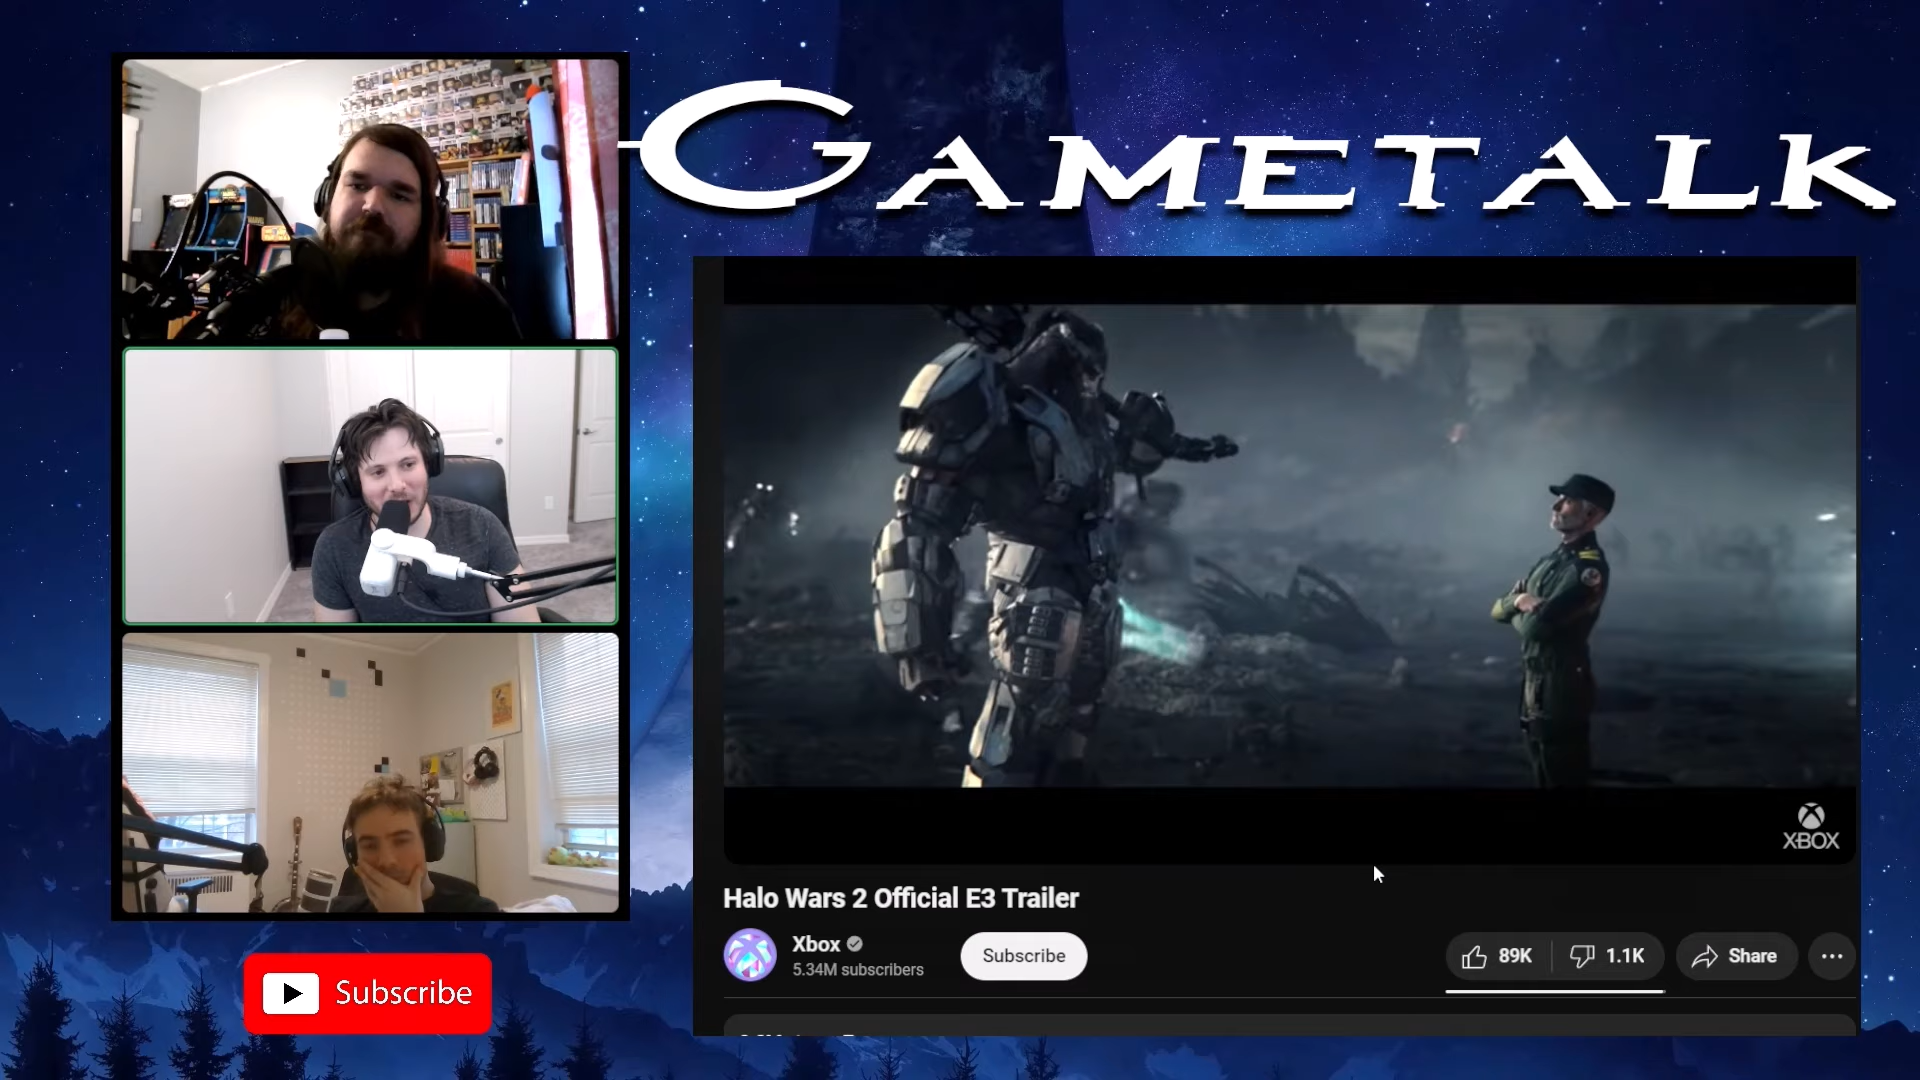 GAMETALK
XBOX
Halo Wars 2 Official E3 Trailer
Xbox
5.34M subscribers
Subscribe
89K
1.1K
Share
Subscribe